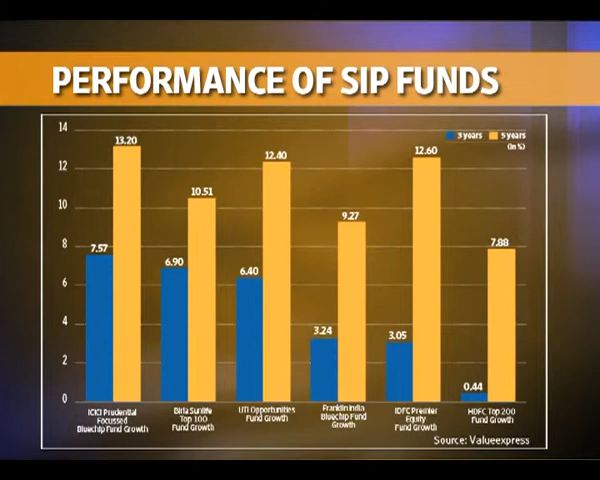 PERFORMANCE OF SIP FUNDS
14
12
10
8
6
4
2
0
3 years 5 years
(In %)
7.57
13.20
6.90
10.51
6.40
12.40
3.24
9.27
3.05
12.60
0.44
7.88
ICICI Prudential
Focussed
Bluechip Fund Growth
Birla Sunlife
Top 100
Fund Growth
UTI Opportunities
Fund Growth
Franklin India
Bluechip Fund
Growth
IDFC Premier
Equity
Fund Growth
HDFC Top 200
Fund Growth
Source: Valueexpress